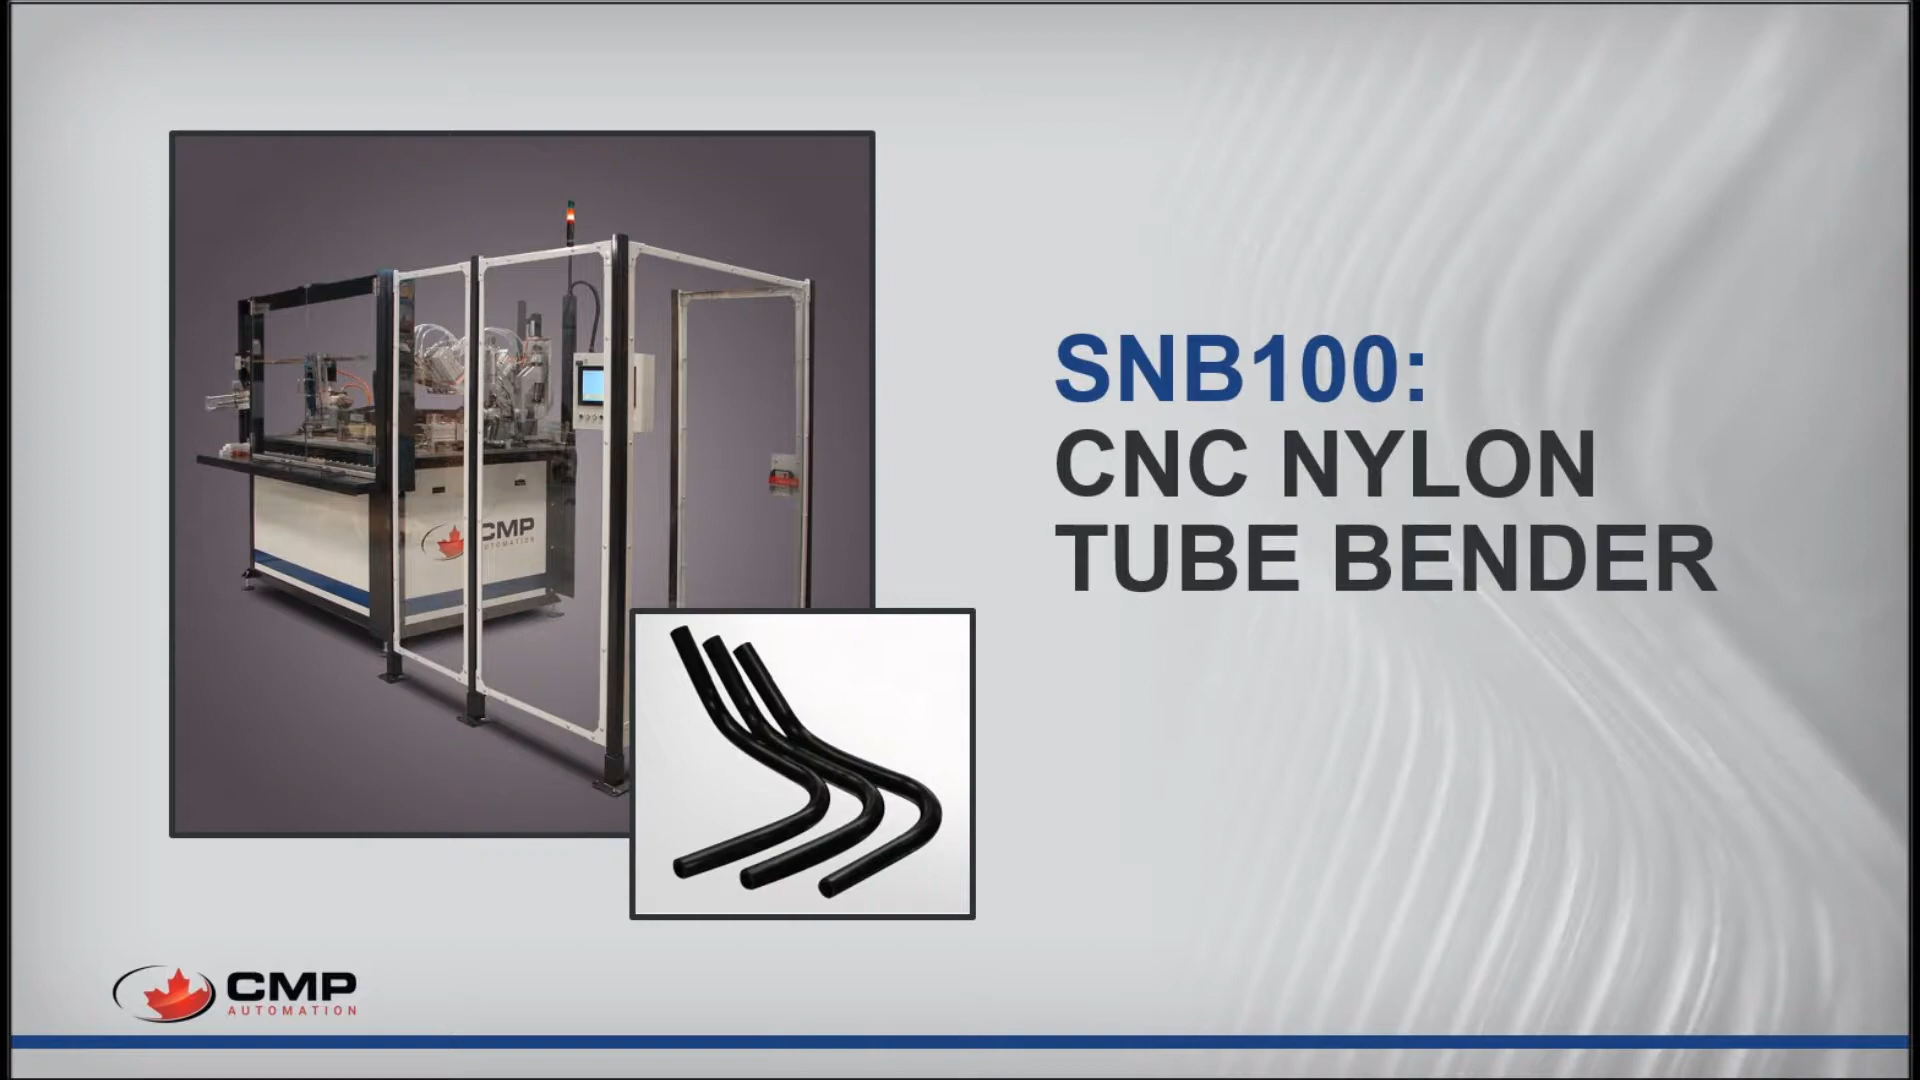 SNB100:
CNC NYLON
TUBE BENDER
CMP
AUTOMATION
CMP
AUTOMATION